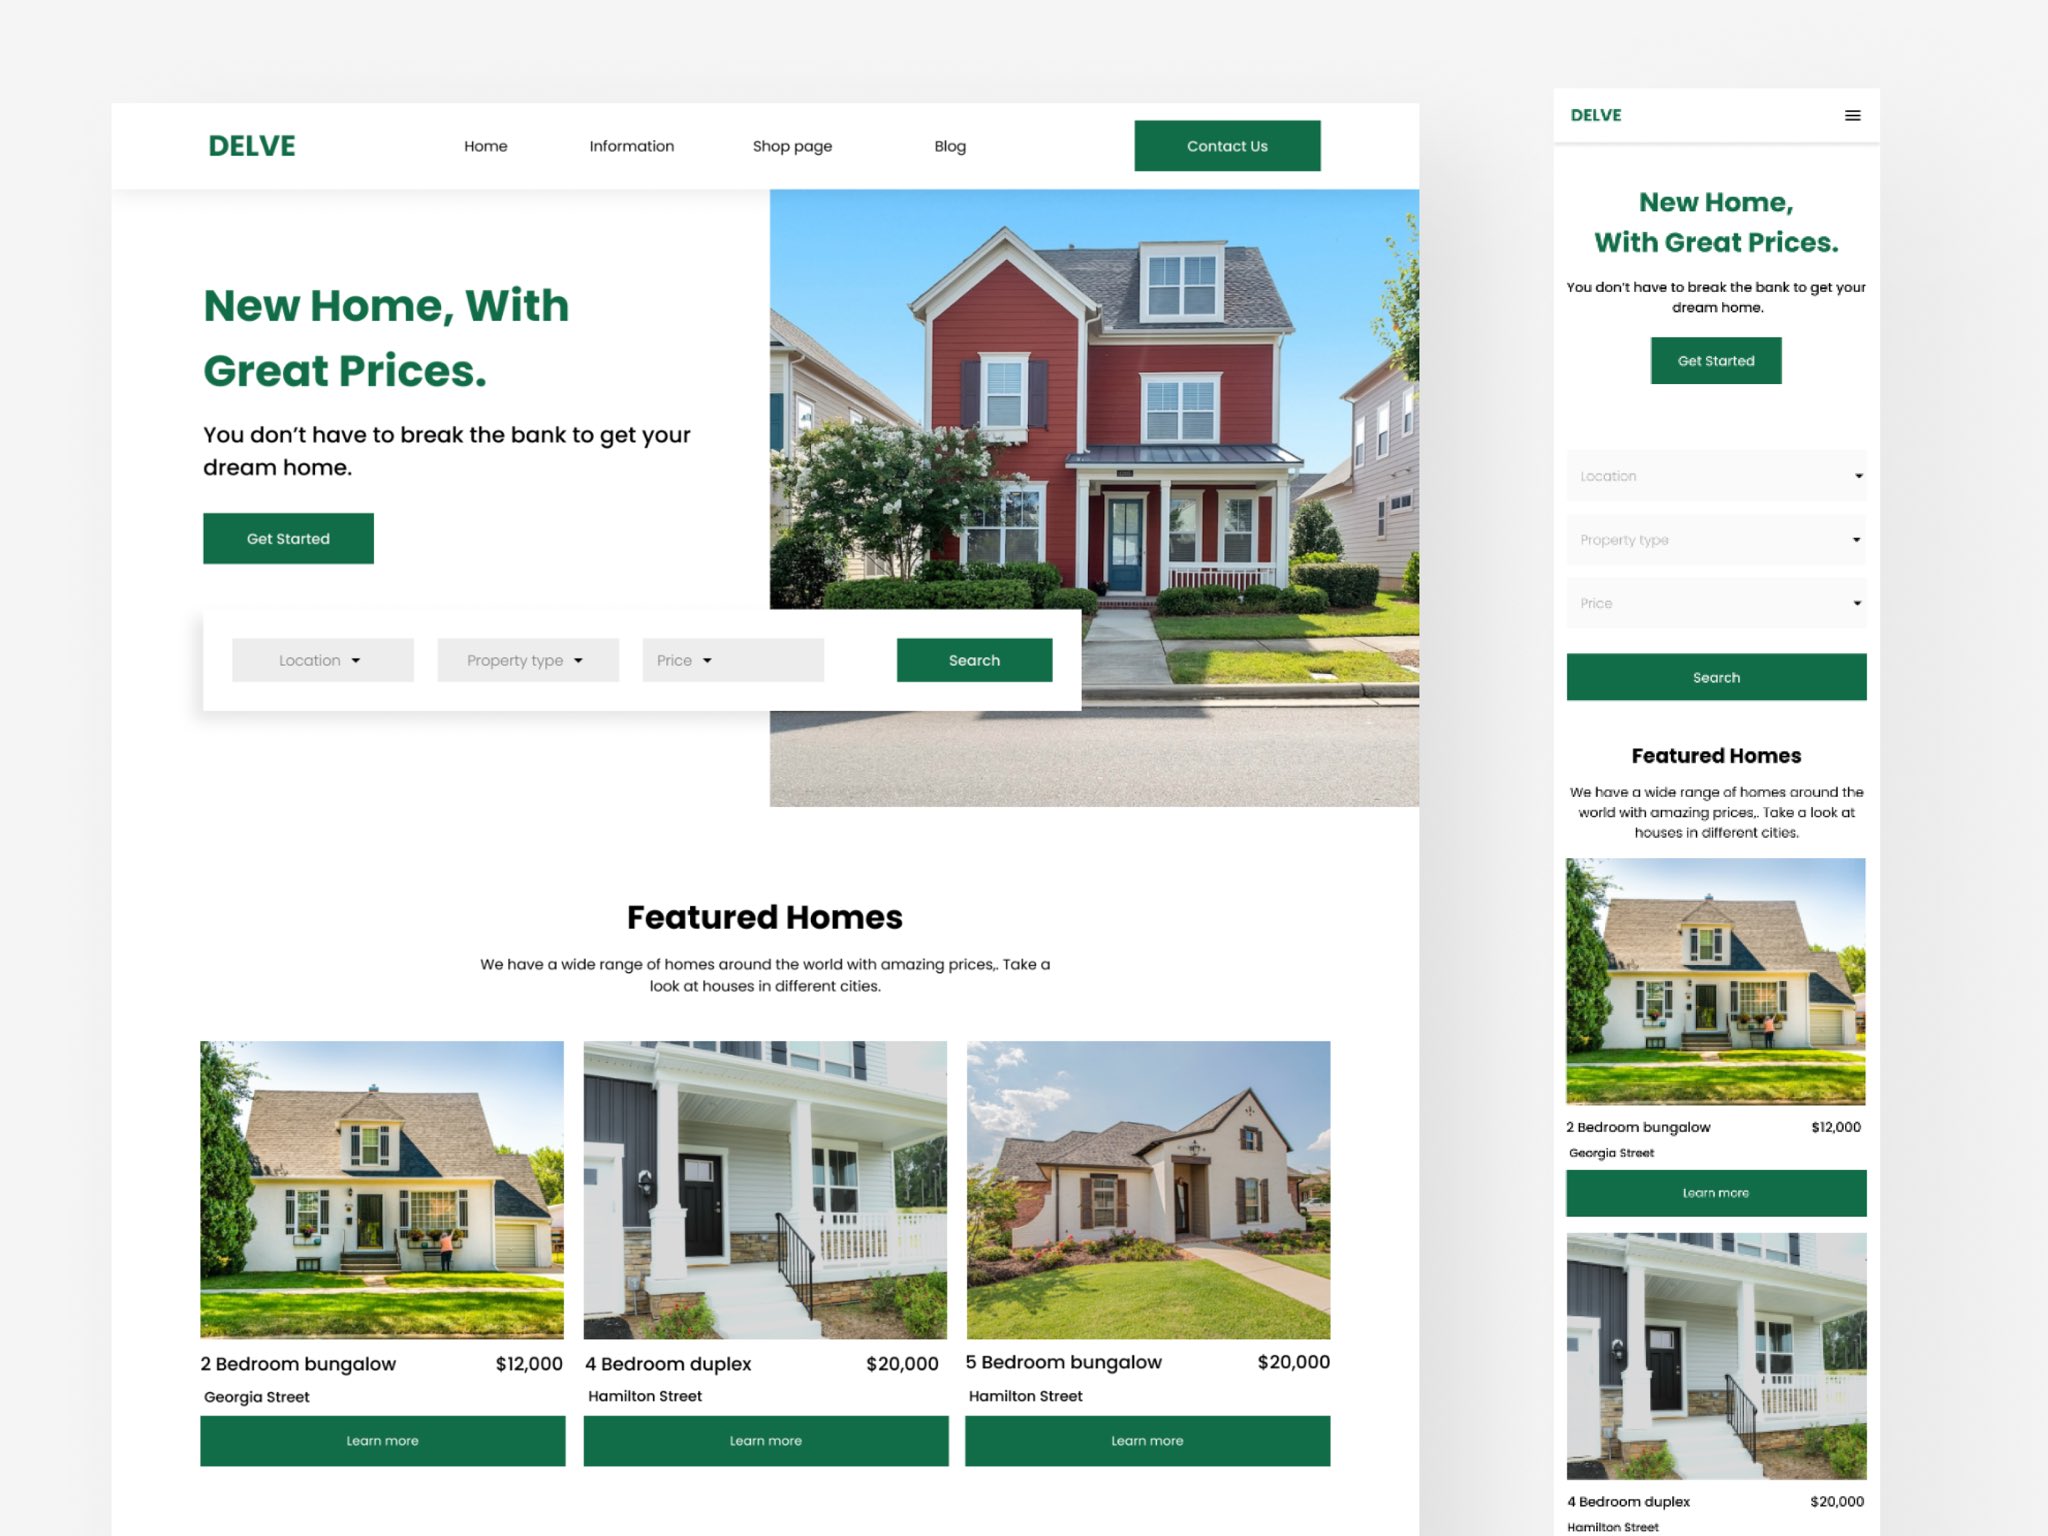 DELVE
Home
Information
Shop page
Blog
Contact Us
New Home, With
Great Prices.
You don't have to break the bank to get your
dream home.
Get Started
Location
Property type
Price
Search
Featured Homes
We have a wide range of homes around the world with amazing prices,. Take a
look at houses in different cities.
2 Bedroom bungalow
$12,000
Georgia Street
Learn more
4 Bedroom duplex
$20,000
Hamilton Street
Learn more
5 Bedroom bungalow
$20,000
Hamilton Street
Learn more
DELVE
New Home,
With Great Prices.
You don't have to break the bank to get your
dream home.
Get Started
Location
Property type
Price
Search
Featured Homes
We have a wide range of homes around the
world with amazing prices,. Take a look at
houses in different cities.
2 Bedroom bungalow
$12,000
Georgia Street
Learn more
4 Bedroom duplex
$20,000
Hamilton Street